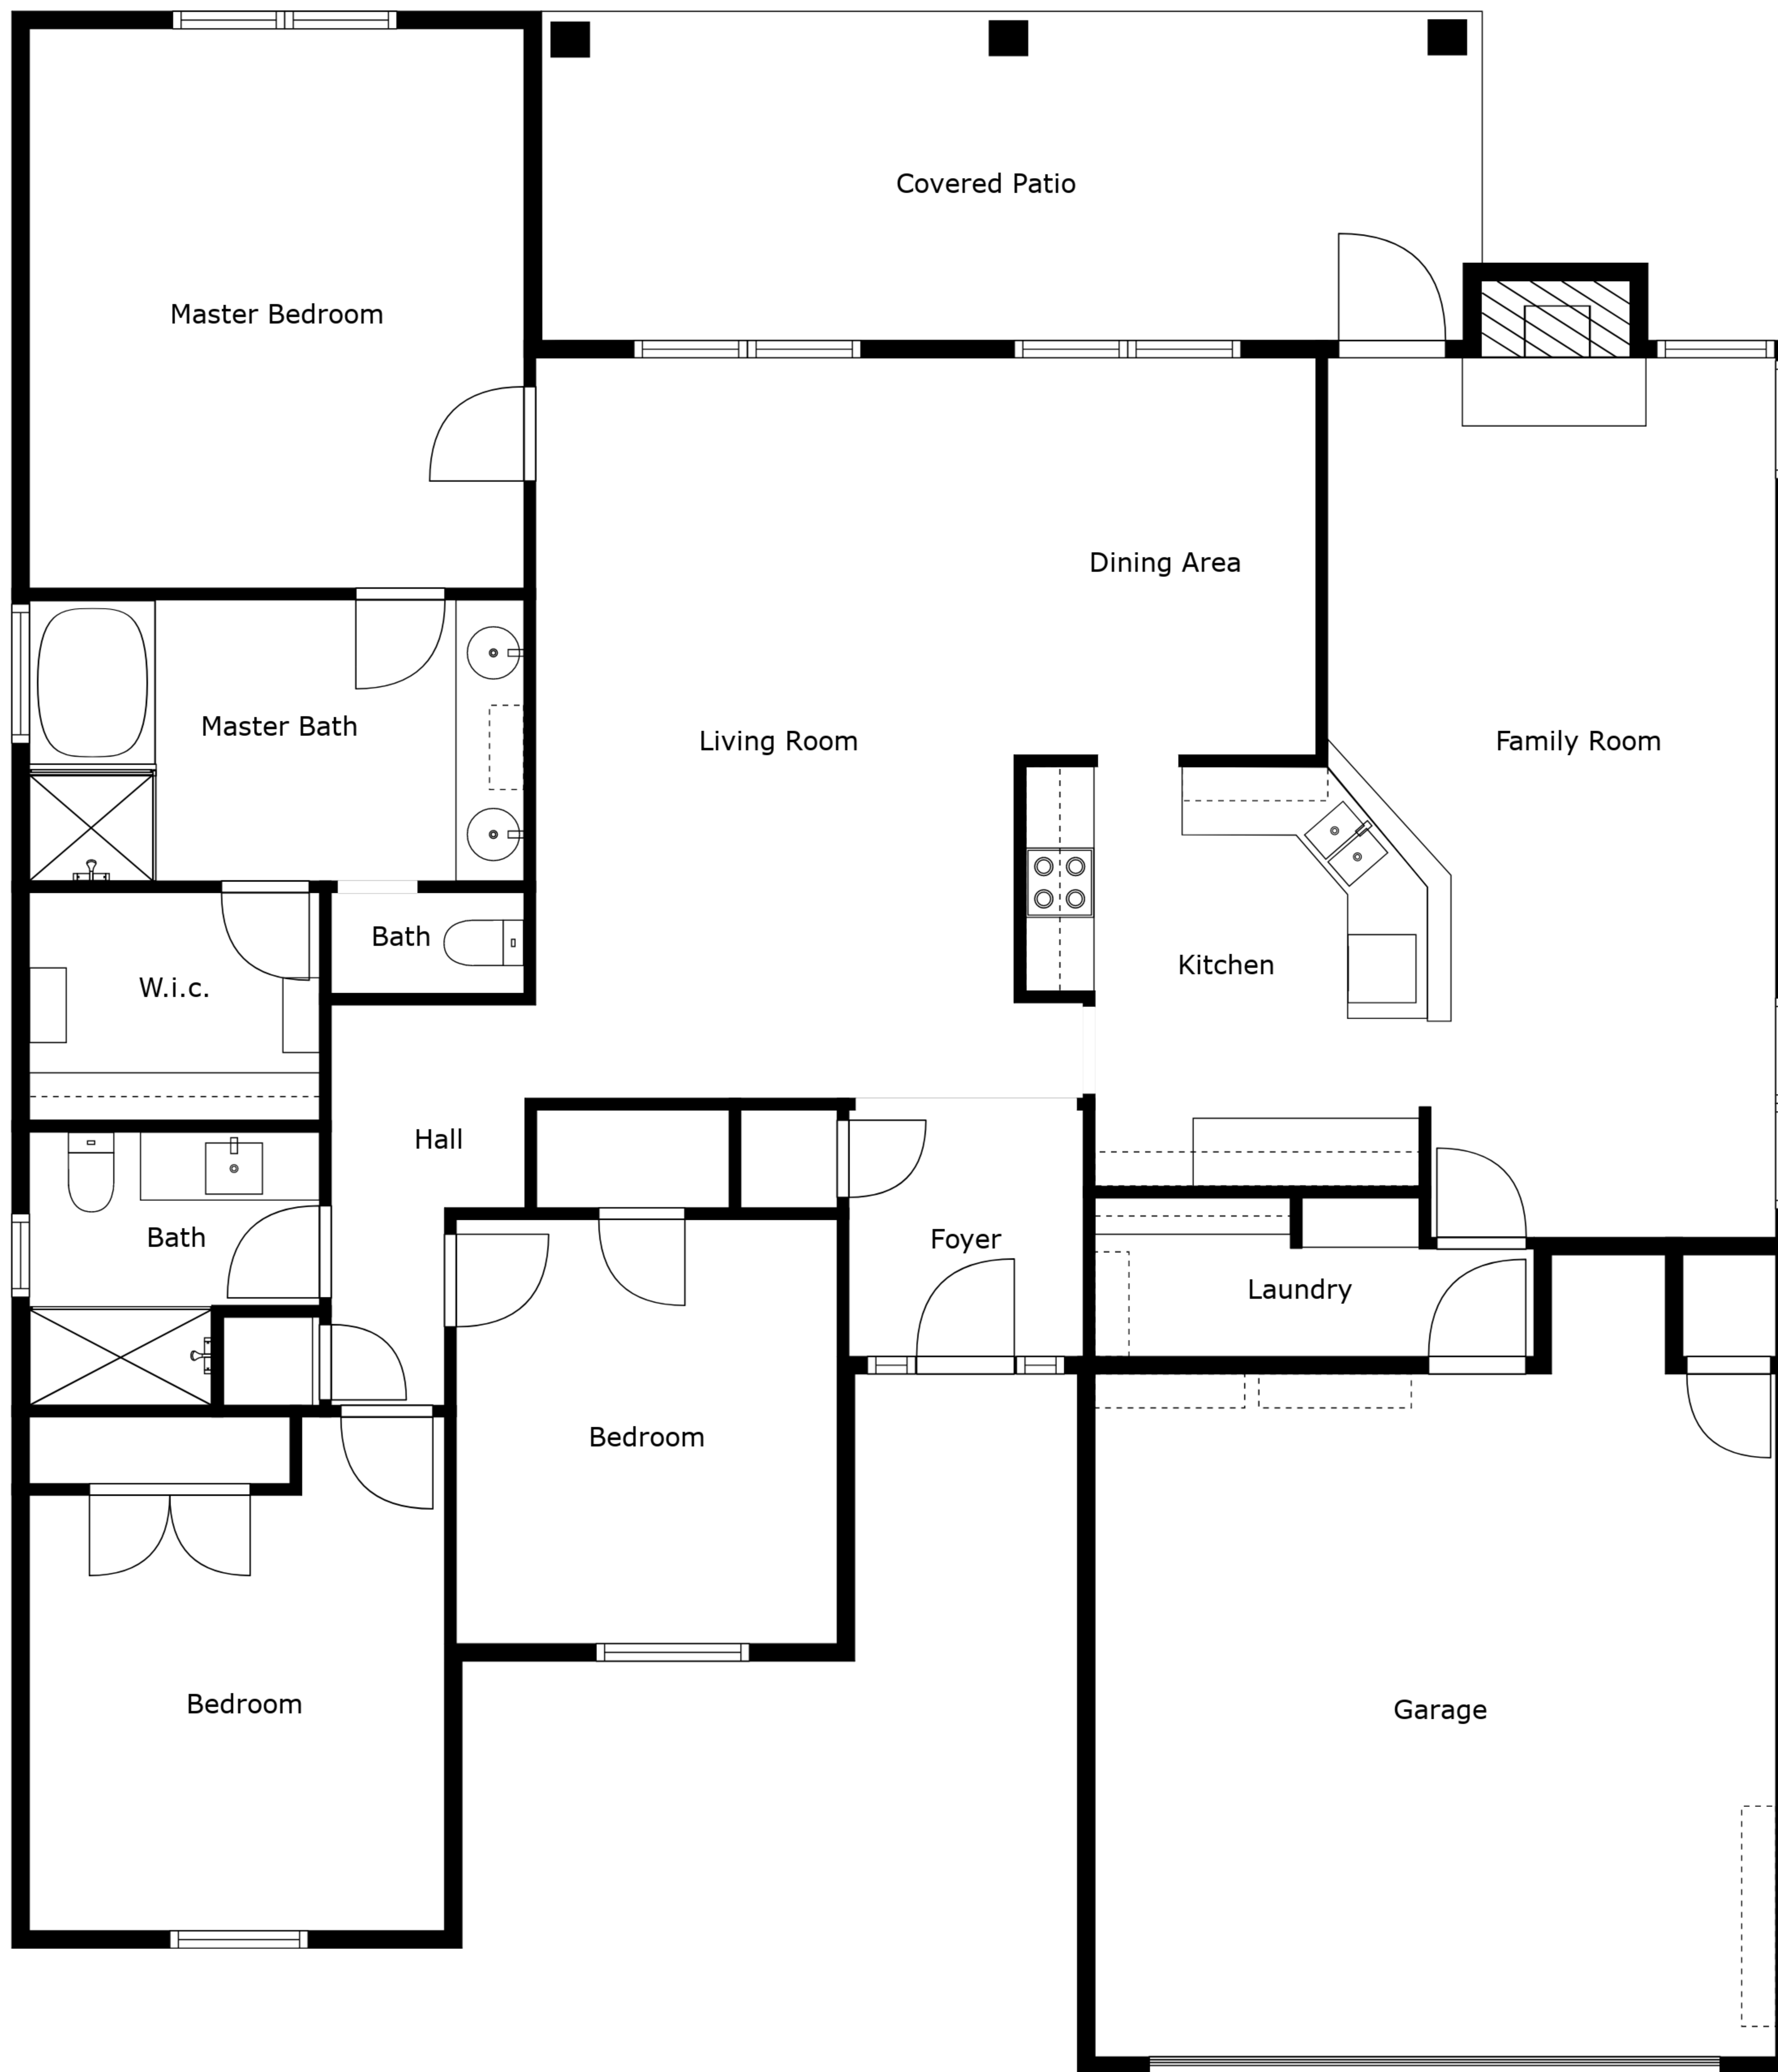 Covered Patio
Master Bedroom
Dining Area
Master Bath
Living Room
Family Room
Bath
Kitchen
W.i.c.
Hall
Bath
Foyer
Laundry
Bedroom
Bedroom
Garage